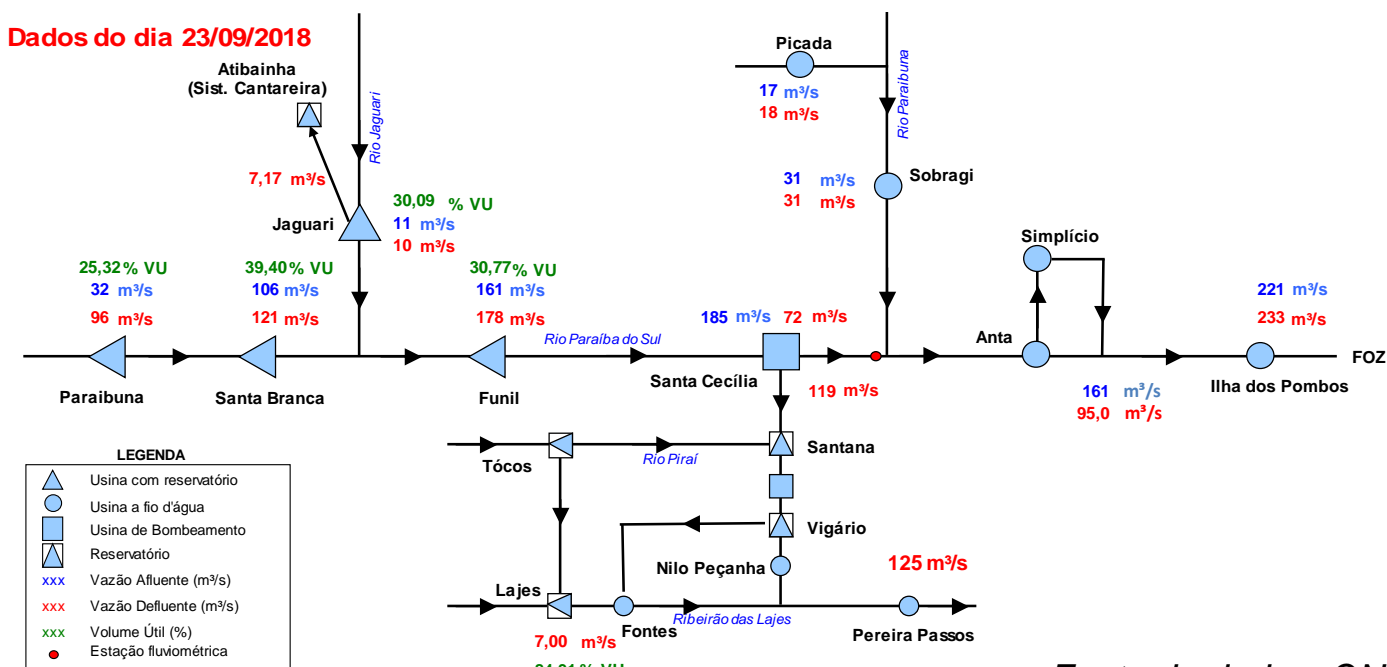 Dados do dia 23/09/2018
Atibainha
(Sist. Cantareira)
Rio Jaguari
7,17 m³/s
Jaguari
30,09 % VU
11 m³/s
10 m³/s
Picada
17 m³/s
18 m³/s
Rio Paraibuna
31 m³/s
31 m³/s
Sobragi
Simplício
25,32% VU
32 m³/s
96 m³/s
Paraibuna
39,40% VU
106 m³/s
121 m³/s
Santa Branca
30,77% VU
161 m³/s
178 m³/s
Funil
Rio Paraíba do Sul
185 m³/s 72 m³/s
Santa Cecília
119 m³/s
Anta
161 m³/s
95,0 m³/s
221 m³/s
233 m³/s
Ilha dos Pombos
FOZ
Tócos
Rio Piraí
Santana
Vigário
Nilo Peçanha
125 m³/s
Lajes
7,00 m³/s
Fontes
Ribeirão das Lajes
Pereira Passos
LEGENDA
Usina com reservatório
Usina a fio d'água
Usina de Bombeamento
Reservatório
xxx Vazão Afluente (m³/s)
xxx Vazão Defluente (m³/s)
xxx Volume Útil (%)
Estação fluviométrica